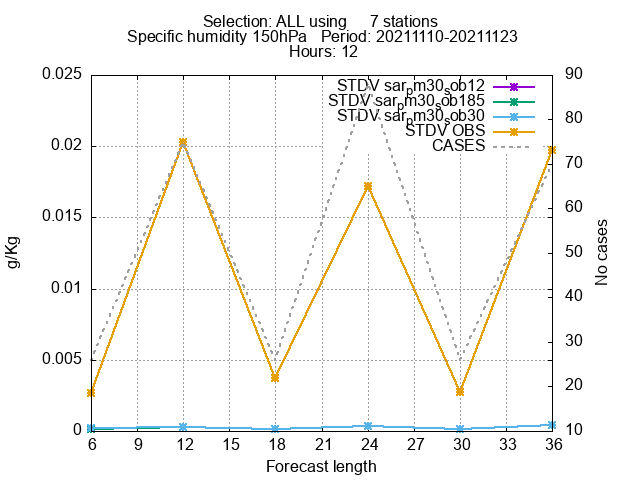 Selection: ALL using 7 stations
Specific humidity 150hPa Period: 20211110-20211123
Hours: 12
STDV sar_pm30_sob12
STDV sar_pm30_sob185
STDV sar_pm30_sob30
STDV OBS
CASES
0.025
0.02
0.015
0.01
0.005
0
g/Kg
90
80
70
60
50
40
30
20
10
No cases
6 9 12 15 18 21 24 27 30 33 36
Forecast length